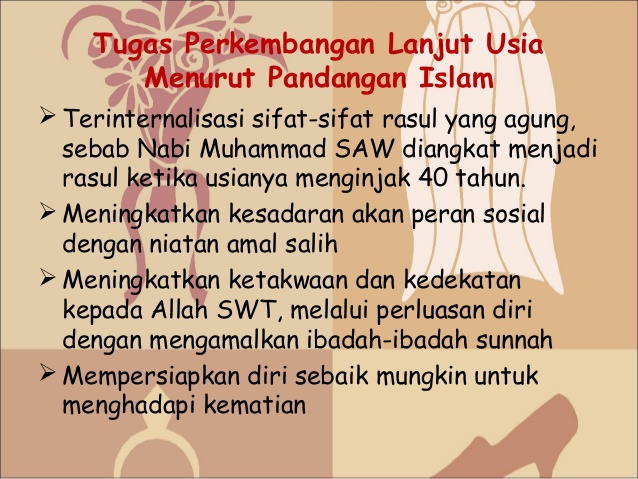 Tugas Perkembangan Lanjut Usia
Menurut Pandangan Islam
➢ Terinternalisasi sifat-sifat rasul yang agung,
sebab Nabi Muhammad SAW diangkat menjadi
rasul ketika usianya menginjak 40 tahun.
➢ Meningkatkan kesadaran akan peran sosial
dengan niatan amal salih
➢ Meningkatkan ketakwaan dan kedekatan
kepada Allah SWT, melalui perluasan diri
dengan mengamalkan ibadah-ibadah sunnah
➢ Mempersiapkan diri sebaik mungkin untuk
menghadapi kematian